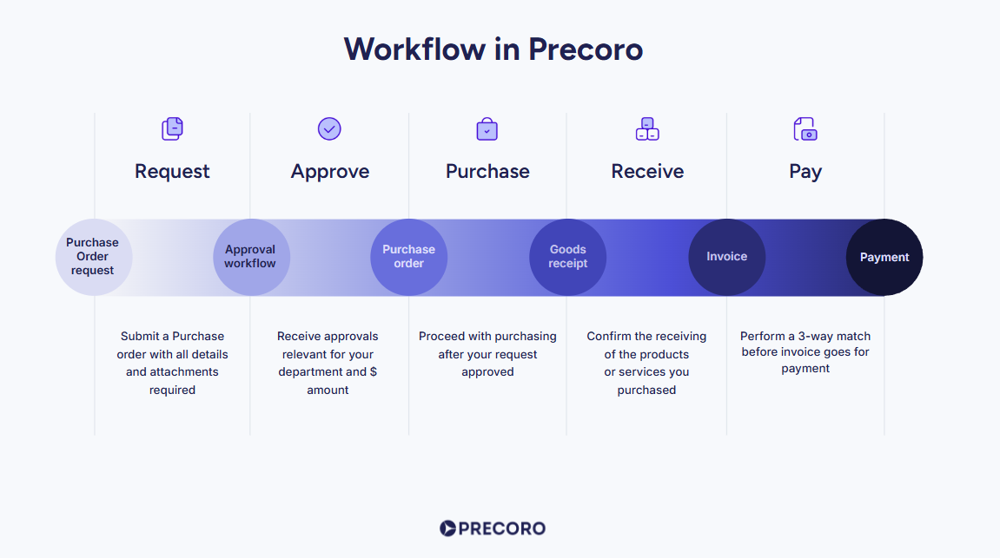 Workflow in Precoro
Request
Approve
Purchase
Receive
Pay
Purchase
Order
request
Approval
workflow
Purchase
order
Goods
receipt
Invoice
Payment
Submit a Purchase
order with all details
and attachments
required
Receive approvals
relevant for your
department and $
amount
Proceed with purchasing
after your request
approved
Confirm the receiving
of the products
or services you
purchased
Perform a 3-way match
before invoice goes for
payment
PRECORO